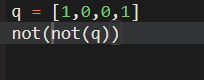 q = [1,0,0,1]
not(not(q))